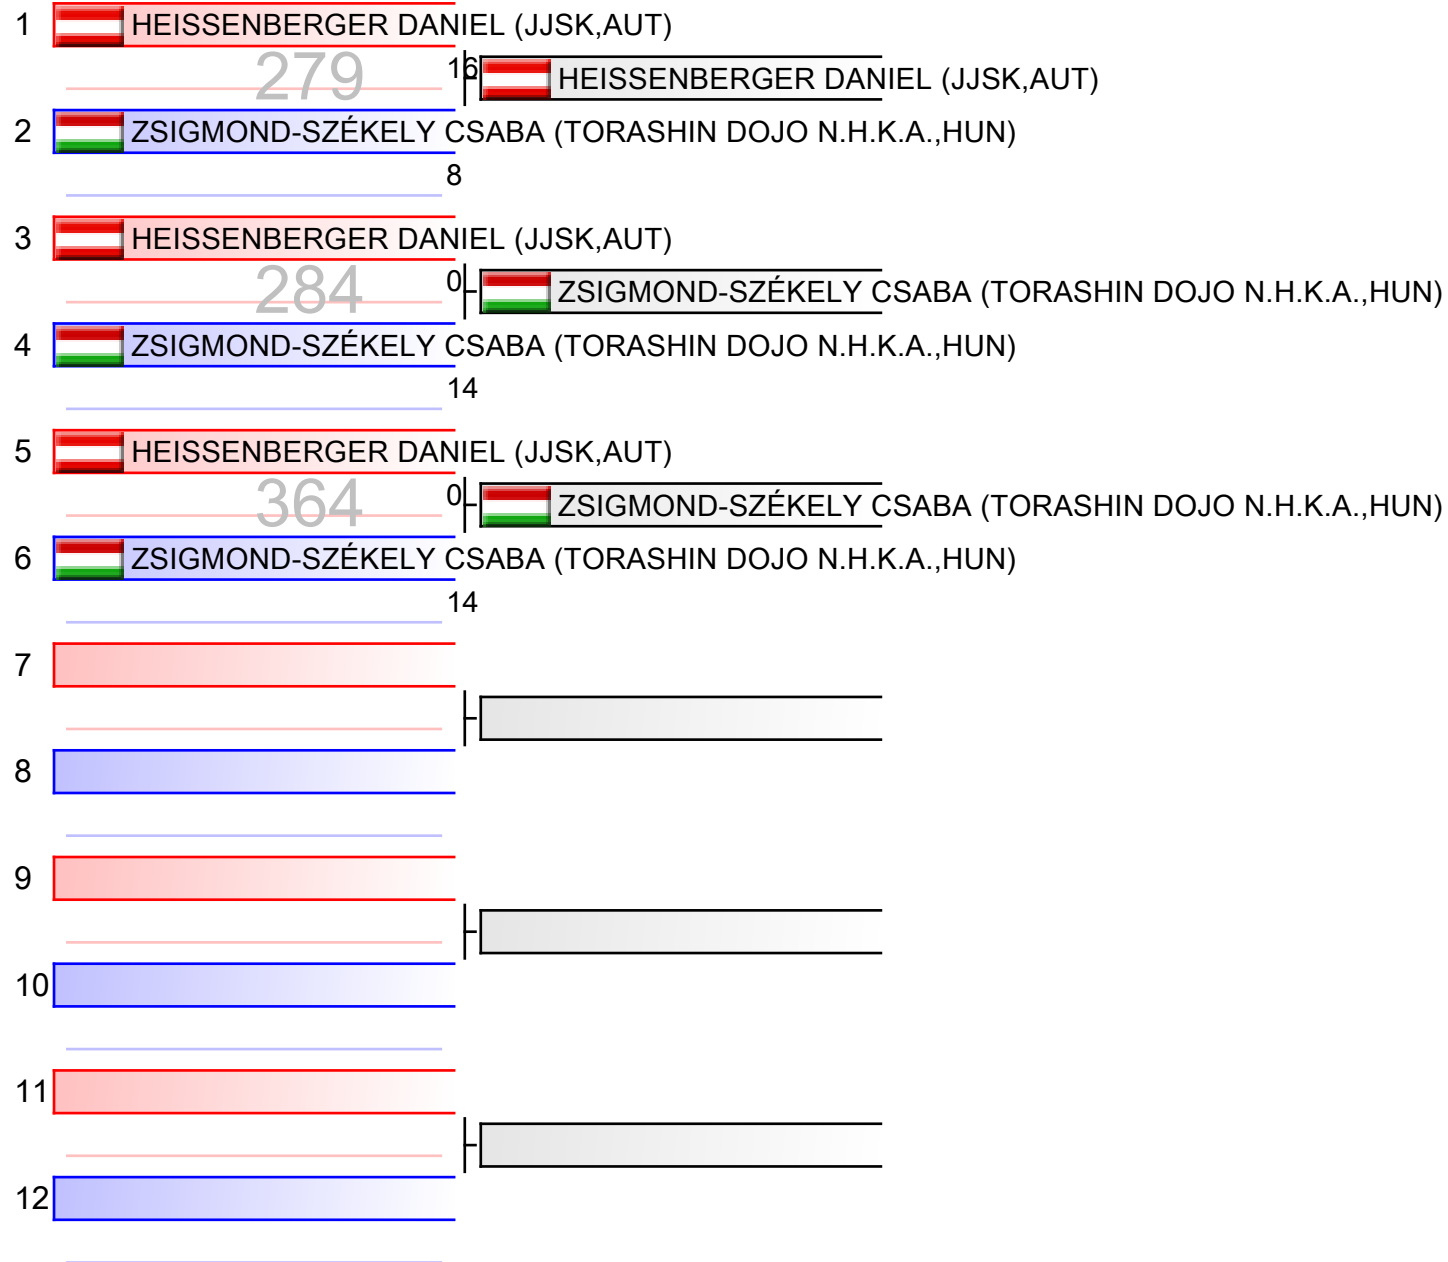 1 HEISSENBERGER DANIEL (JJSK,AUT)
279
16
HEISSENBERGER DANIEL (JJSK,AUT)
2 ZSIGMOND-SZÉKELY CSABA (TORASHIN DOJO N.H.K.A.,HUN)
8
3 HEISSENBERGER DANIEL (JJSK,AUT)
284
0
ZSIGMOND-SZÉKELY CSABA (TORASHIN DOJO N.H.K.A.,HUN)
4 ZSIGMOND-SZÉKELY CSABA (TORASHIN DOJO N.H.K.A.,HUN)
14
5 HEISSENBERGER DANIEL (JJSK,AUT)
364
0
ZSIGMOND-SZÉKELY CSABA (TORASHIN DOJO N.H.K.A.,HUN)
6 ZSIGMOND-SZÉKELY CSABA (TORASHIN DOJO N.H.K.A.,HUN)
14
7
8
9
10
11
12